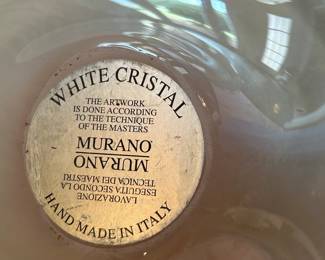 WHITE CRISTAL
THE ARTWORK
IS DONE ACCORDING
TO THE TECHNIQUE
OF THE MASTERS
MURANO
MURANO
LAVORAZIONE
ESEGUITA SECONDO LA
TECNICA DEI MAESTRI
HAND MADE IN ITALY